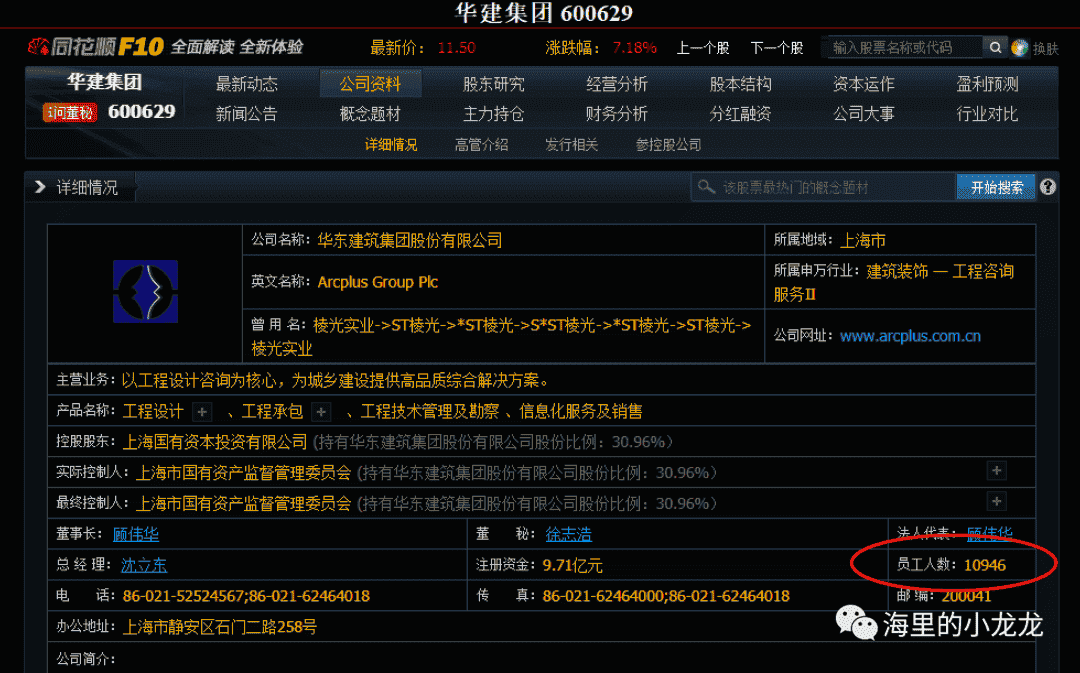 华建集团 600629
同花顺F10 全面解读 全新体验 最新价: 11.50 涨跌幅: 7.18% 上一个股 下一个股 输入股票名称或代码 换肤
华建集团 最新动态 公司资料 股东研究 经营分析 股本结构 资本运作 盈利预测
问董秘 600629 新闻公告 概念题材 主力持仓 财务分析 分红融资 公司大事 行业对比
详细情况 高管介绍 发行相关 参控股公司
详细情况 该股票最热门的概念题材 开始搜索 ?
公司名称: 华东建筑集团股份有限公司 所属地域: 上海市
英文名称: Arcplus Group Plc 所属申万行业: 建筑装饰 — 工程咨询
服务II
曾 用 名: 棱光实业->ST棱光->*ST棱光->S*ST棱光->*ST棱光->ST棱光->
棱光实业 公司网址: www.arcplus.com.cn
主营业务: 以工程设计咨询为核心，为城乡建设提供高品质综合解决方案。
产品名称: 工程设计 + 、工程承包 + 、工程技术管理及勘察 、信息化服务及销售
控股股东: 上海国有资本投资有限公司 (持有华东建筑集团股份有限公司股份比例: 30.96%)
实际控制人: 上海市国有资产监督管理委员会 (持有华东建筑集团股份有限公司股份比例: 30.96%) +
最终控制人: 上海市国有资产监督管理委员会 (持有华东建筑集团股份有限公司股份比例: 30.96%) +
董事长: 顾伟华 董 秘: 徐志浩 法人代表: 顾伟华
总 经 理: 沈立东 注册资金: 9.71亿元 员工人数: 10946
电 话: 86-021-52524567;86-021-62464018 传 真: 86-021-62464000;86-021-62464018 邮 编: 200041
办公地址: 上海市静安区石门二路258号
海里的小龙龙
公司简介: